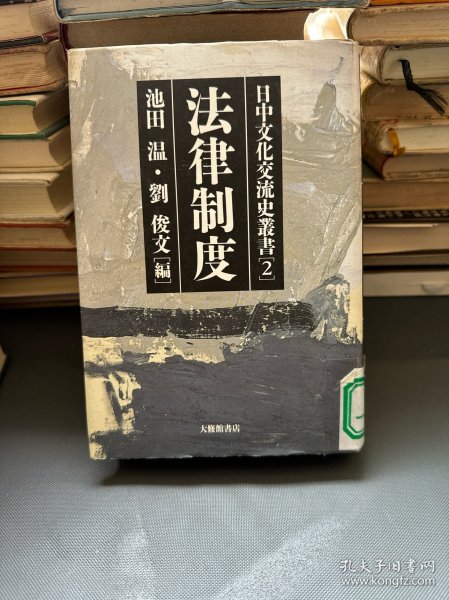 日中文化交流史叢書[2]
法律制度
池田 温・劉 俊文[編]
大修館書店
孔夫子旧书网
www.kongfz.com